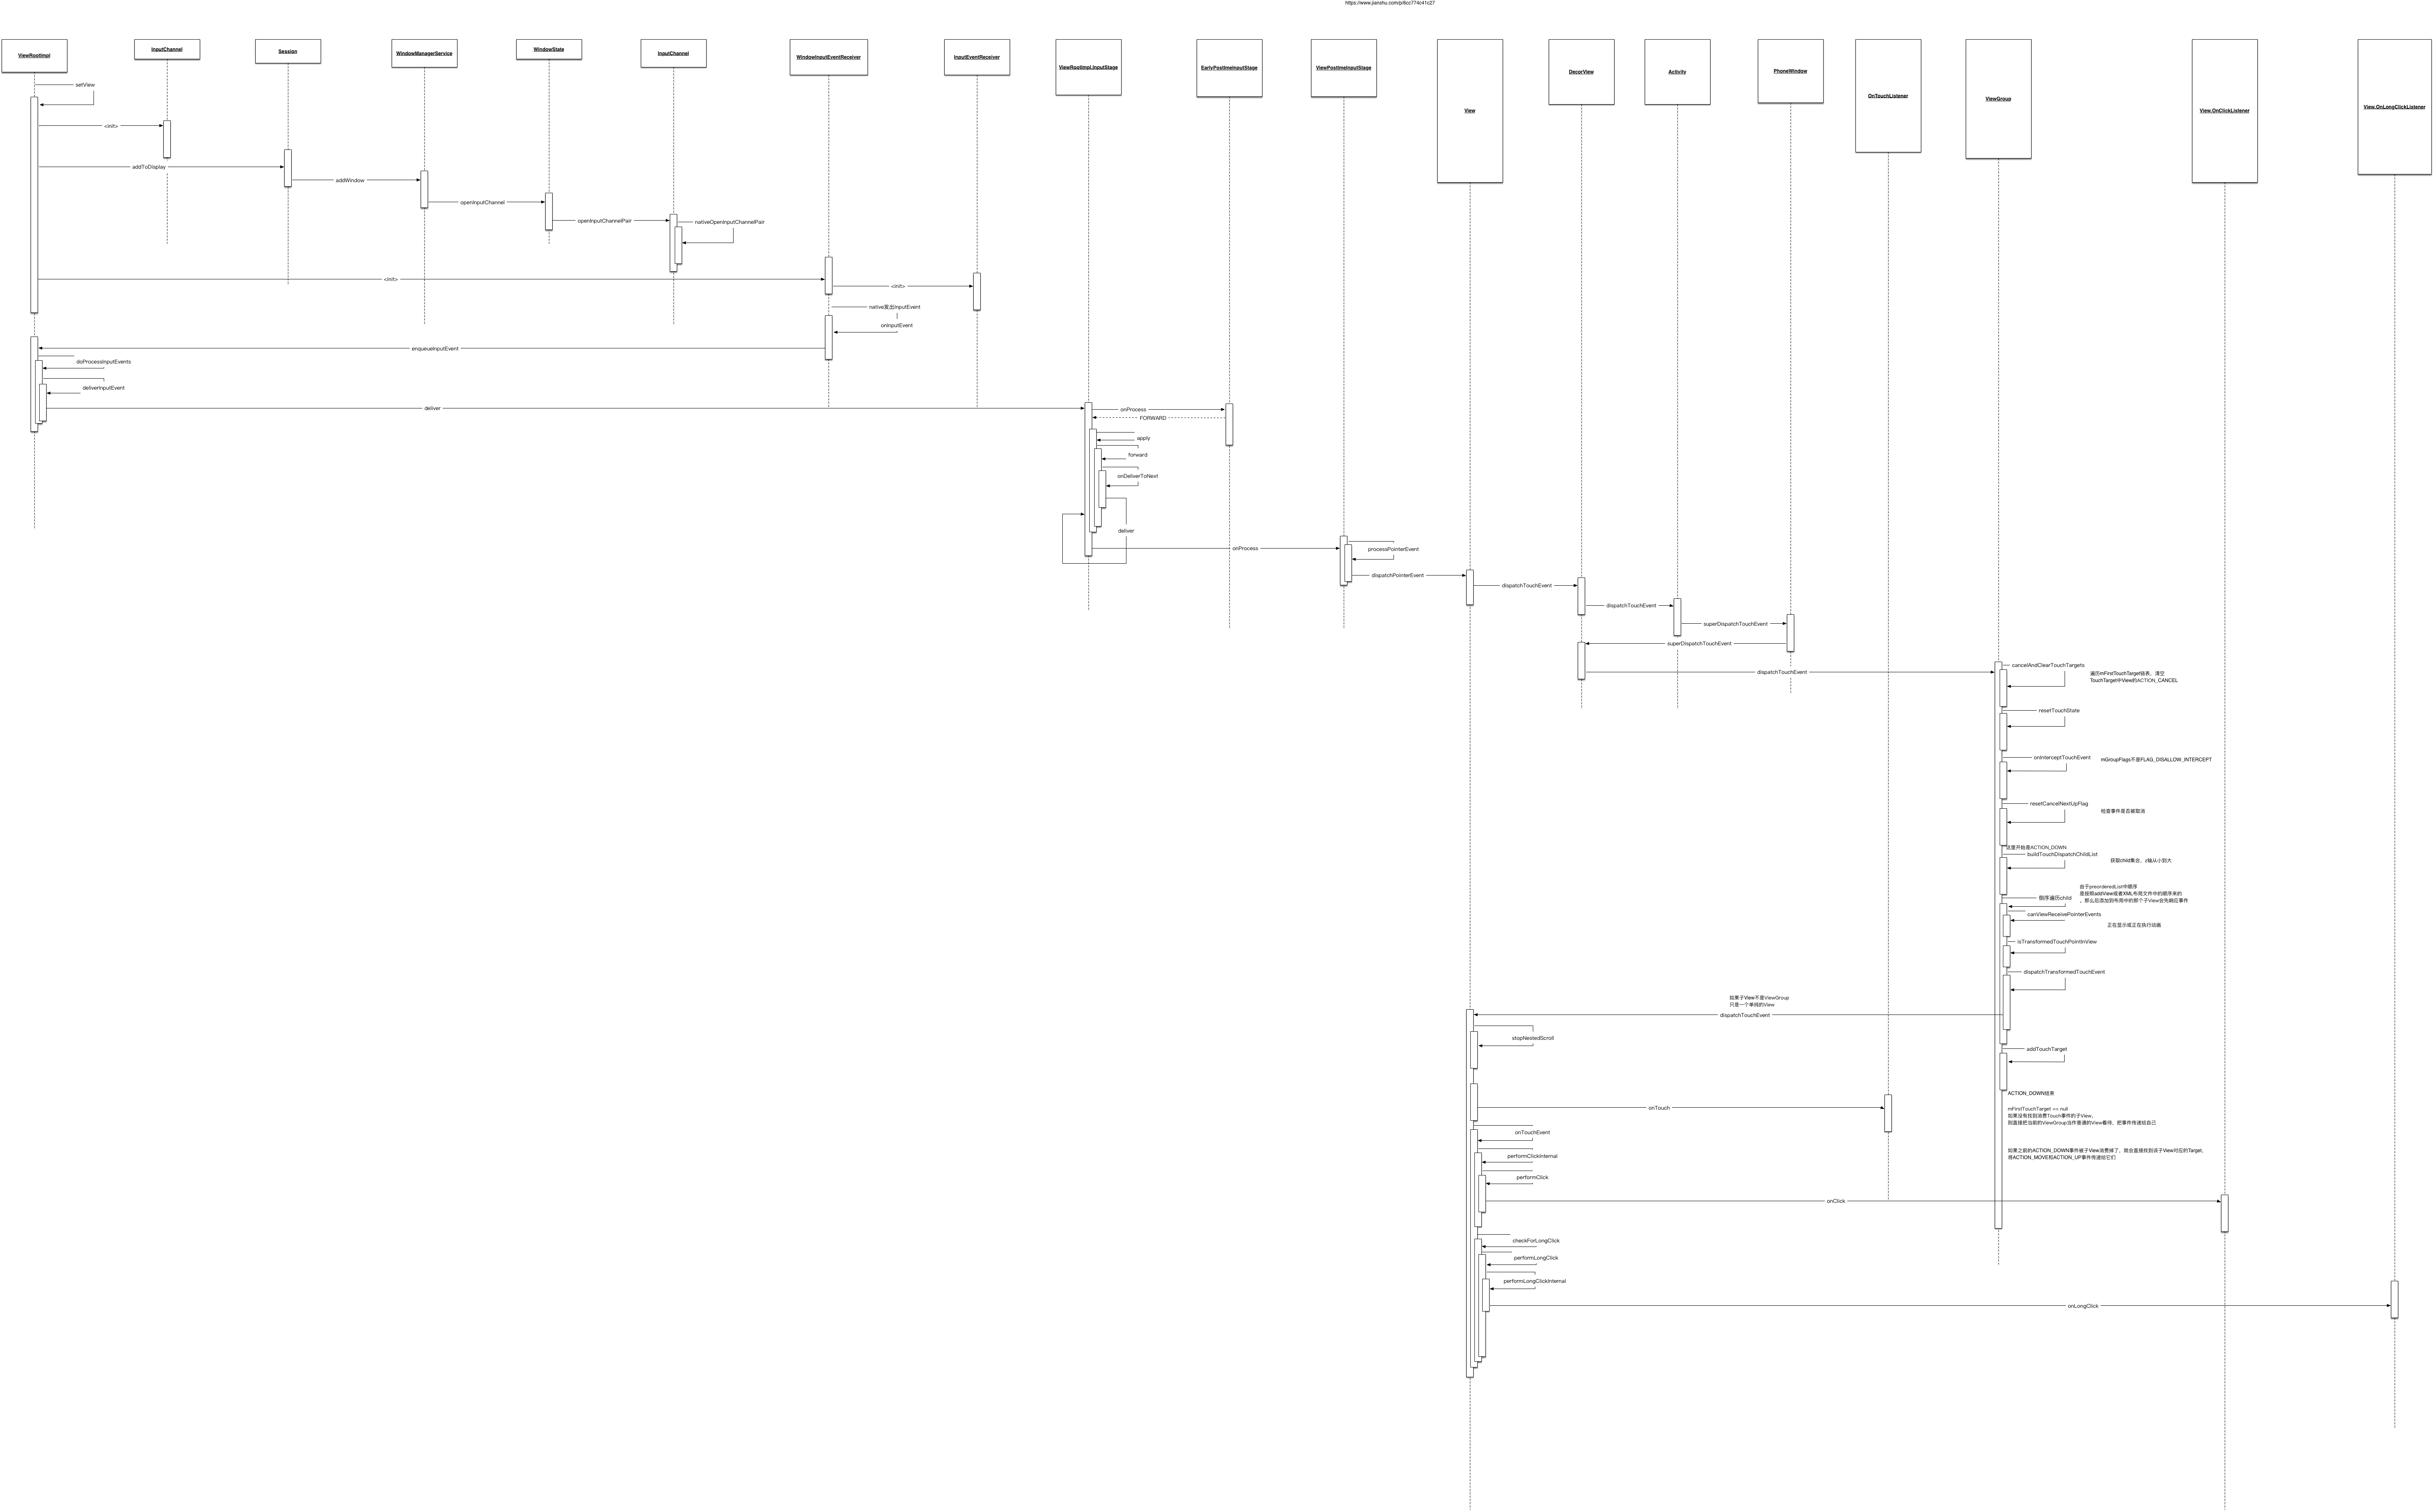 https://www.jianshu.com/p/6cc774c41c27
ViewRootImpl
InputChannel
Session
WindowManagerService
WindowState
InputChannel
WindowInputEventReceiver
InputEventReceiver
ViewRootImpl.InputStage
EarlyPostImeInputStage
ViewPostImeInputStage
View
DecorView
Activity
PhoneWindow
OnTouchListener
ViewGroup
View.OnClickListener
View.OnLongClickListener
setView
<init>
addToDisplay
addWindow
openInputChannel
openInputChannelPair
nativeOpenInputChannelPair
<init>
<init>
native发出InputEvent
onInputEvent
enqueueInputEvent
doProcessInputEvents
deliverInputEvent
deliver
onProcess
FORWARD
apply
forward
onDeliverToNext
deliver
onProcess
processPointerEvent
dispatchPointerEvent
dispatchTouchEvent
dispatchTouchEvent
superDispatchTouchEvent
superDispatchTouchEvent
dispatchTouchEvent
cancelAndClearTouchTargets
遍历mFirstTouchTarget链表，清空
TouchTarget中View的ACTION_CANCEL
resetTouchState
onInterceptTouchEvent
mGroupFlags不是FLAG_DISALLOW_INTERCEPT
resetCancelNextUpFlag
检查事件是否被取消
这里开始是ACTION_DOWN
buildTouchDispatchChildList
获取child集合，z轴从小到大
由于preorderedList中顺序
是按照addView或者XML布局文件中的顺序来的
，那么后添加到布局中的那个子View会先响应事件
倒序遍历child
canViewReceivePointerEvents
正在显示或正在执行动画
isTransformedTouchPointInView
dispatchTransformedTouchEvent
如果子View不是ViewGroup
只是一个单纯的View
dispatchTouchEvent
stopNestedScroll
addTouchTarget
ACTION_DOWN结束
onTouch
mFirstTouchTarget == null
如果没有找到消费Touch事件的子View，
则直接把当前的ViewGroup当作普通的View看待，把事件传递给自己
onTouchEvent
如果之前的ACTION_DOWN事件被子View消费掉了，就会直接找到该子View对应的Target,
将ACTION_MOVE和ACTION_UP事件传递给它们
performClickInternal
performClick
onClick
checkForLongClick
performLongClick
performLongClickInternal
onLongClick